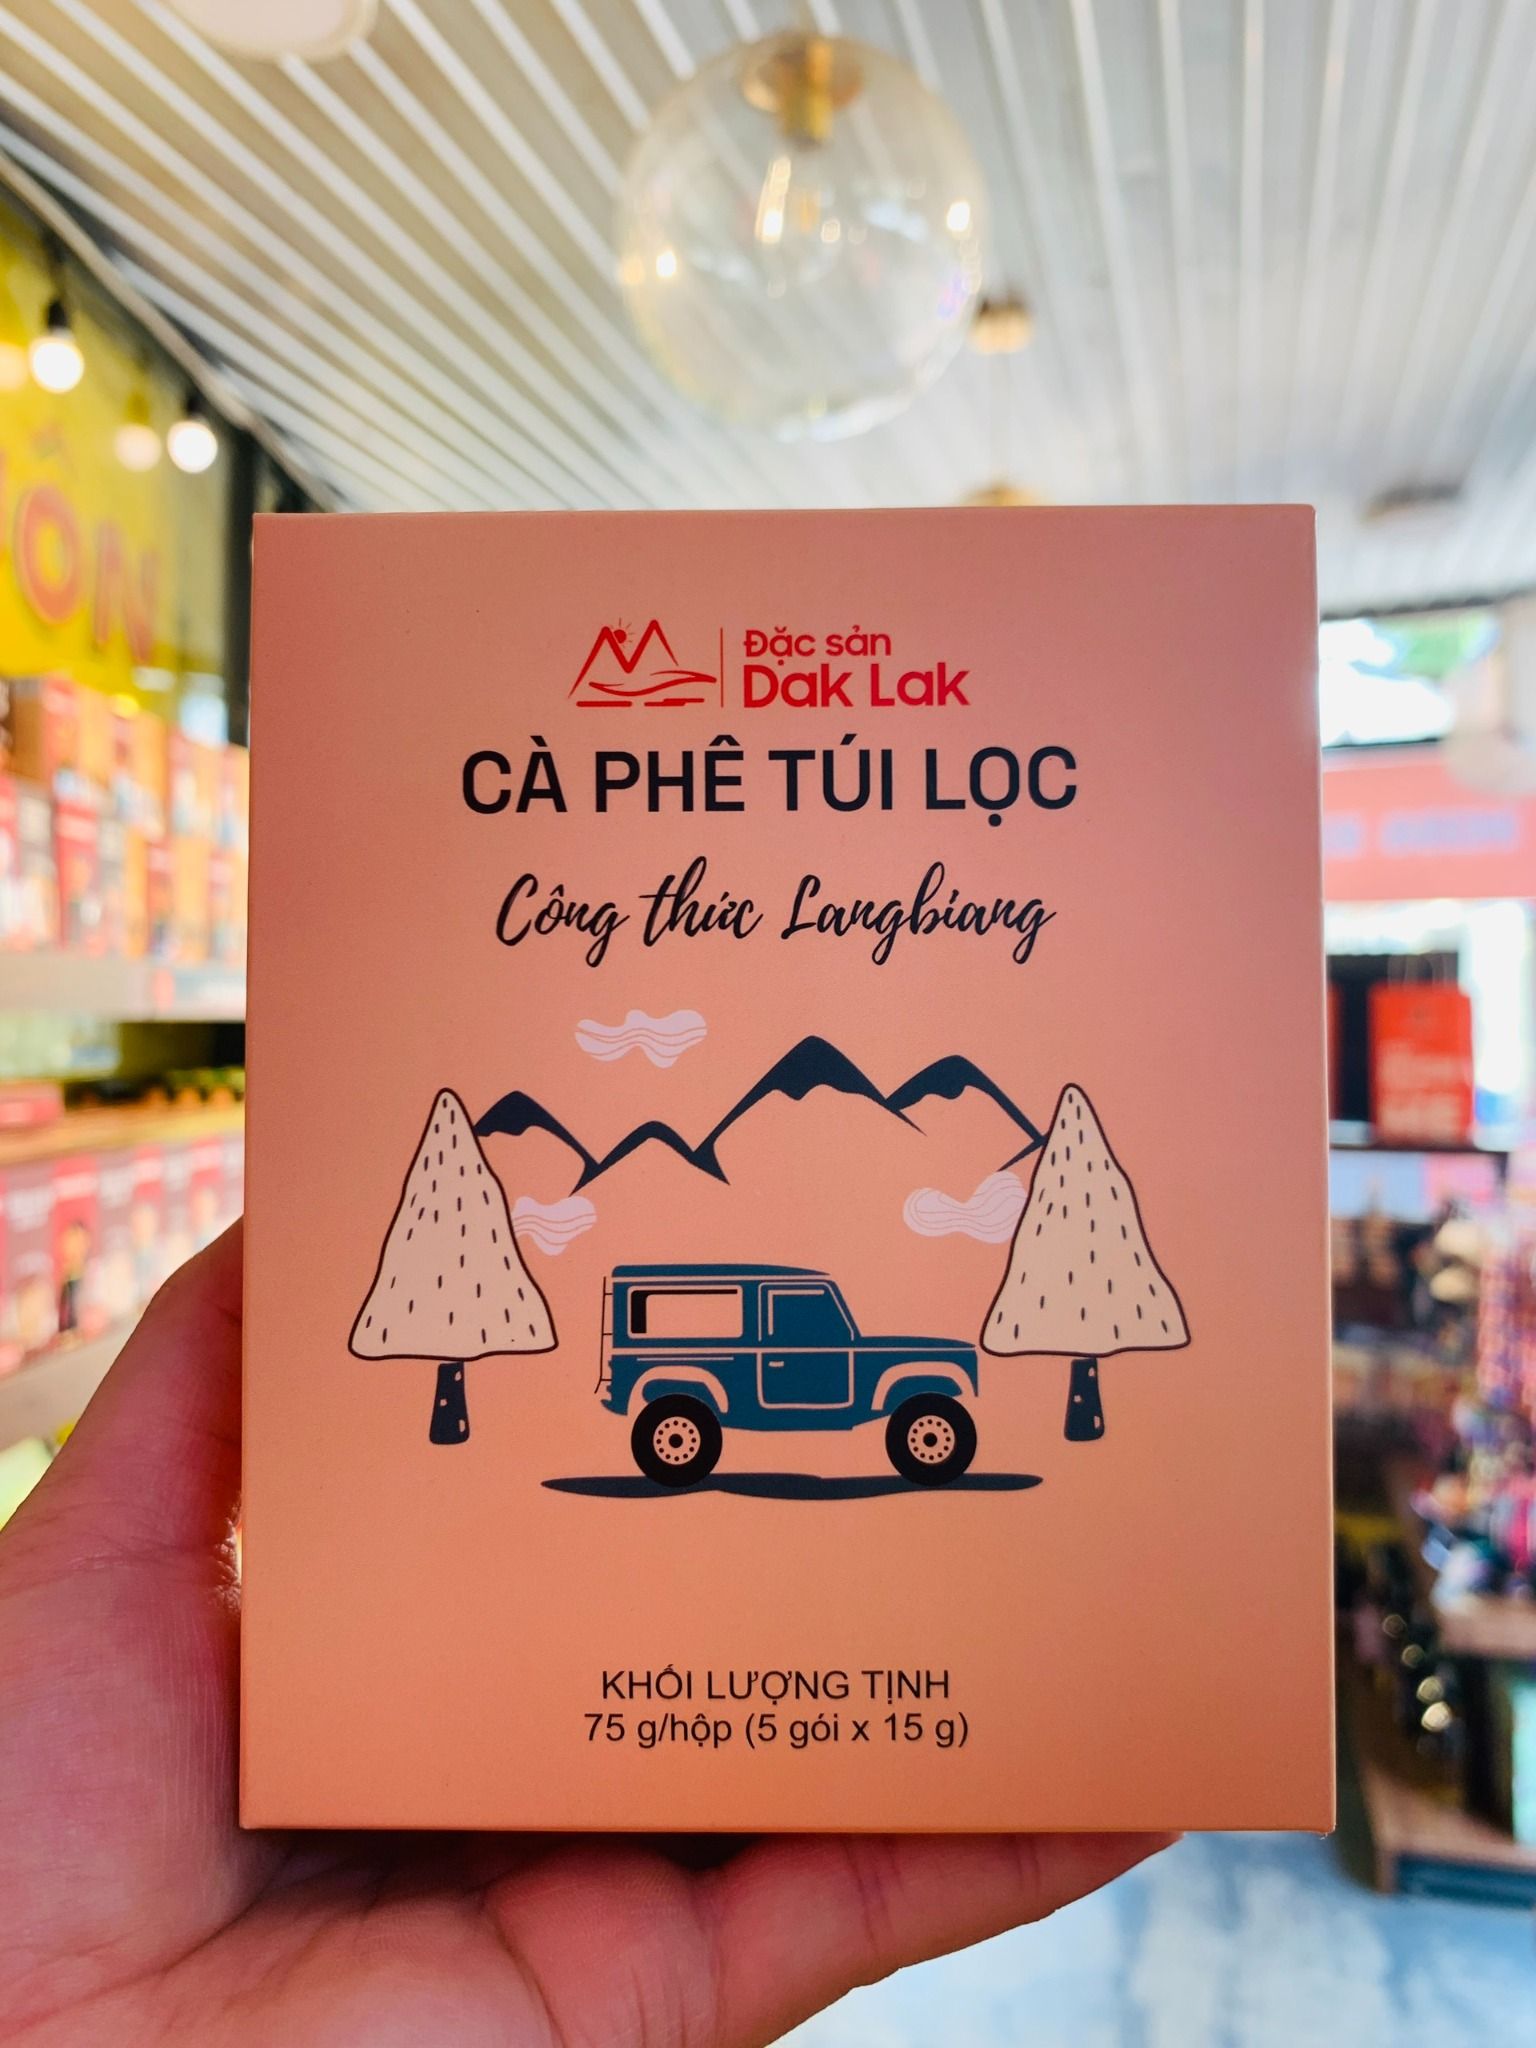 Đặc sản
Dak Lak
CÀ PHÊ TÚI LỌC
Công thức Langbiang
KHỐI LƯỢNG TỊNH
75 g/hộp (5 gói x 15 g)